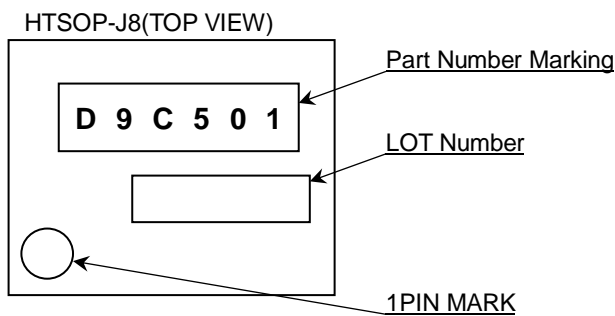 HTSOP-J8(TOP VIEW)
Part Number Marking
D 9 C 5 0 1
LOT Number
1PIN MARK